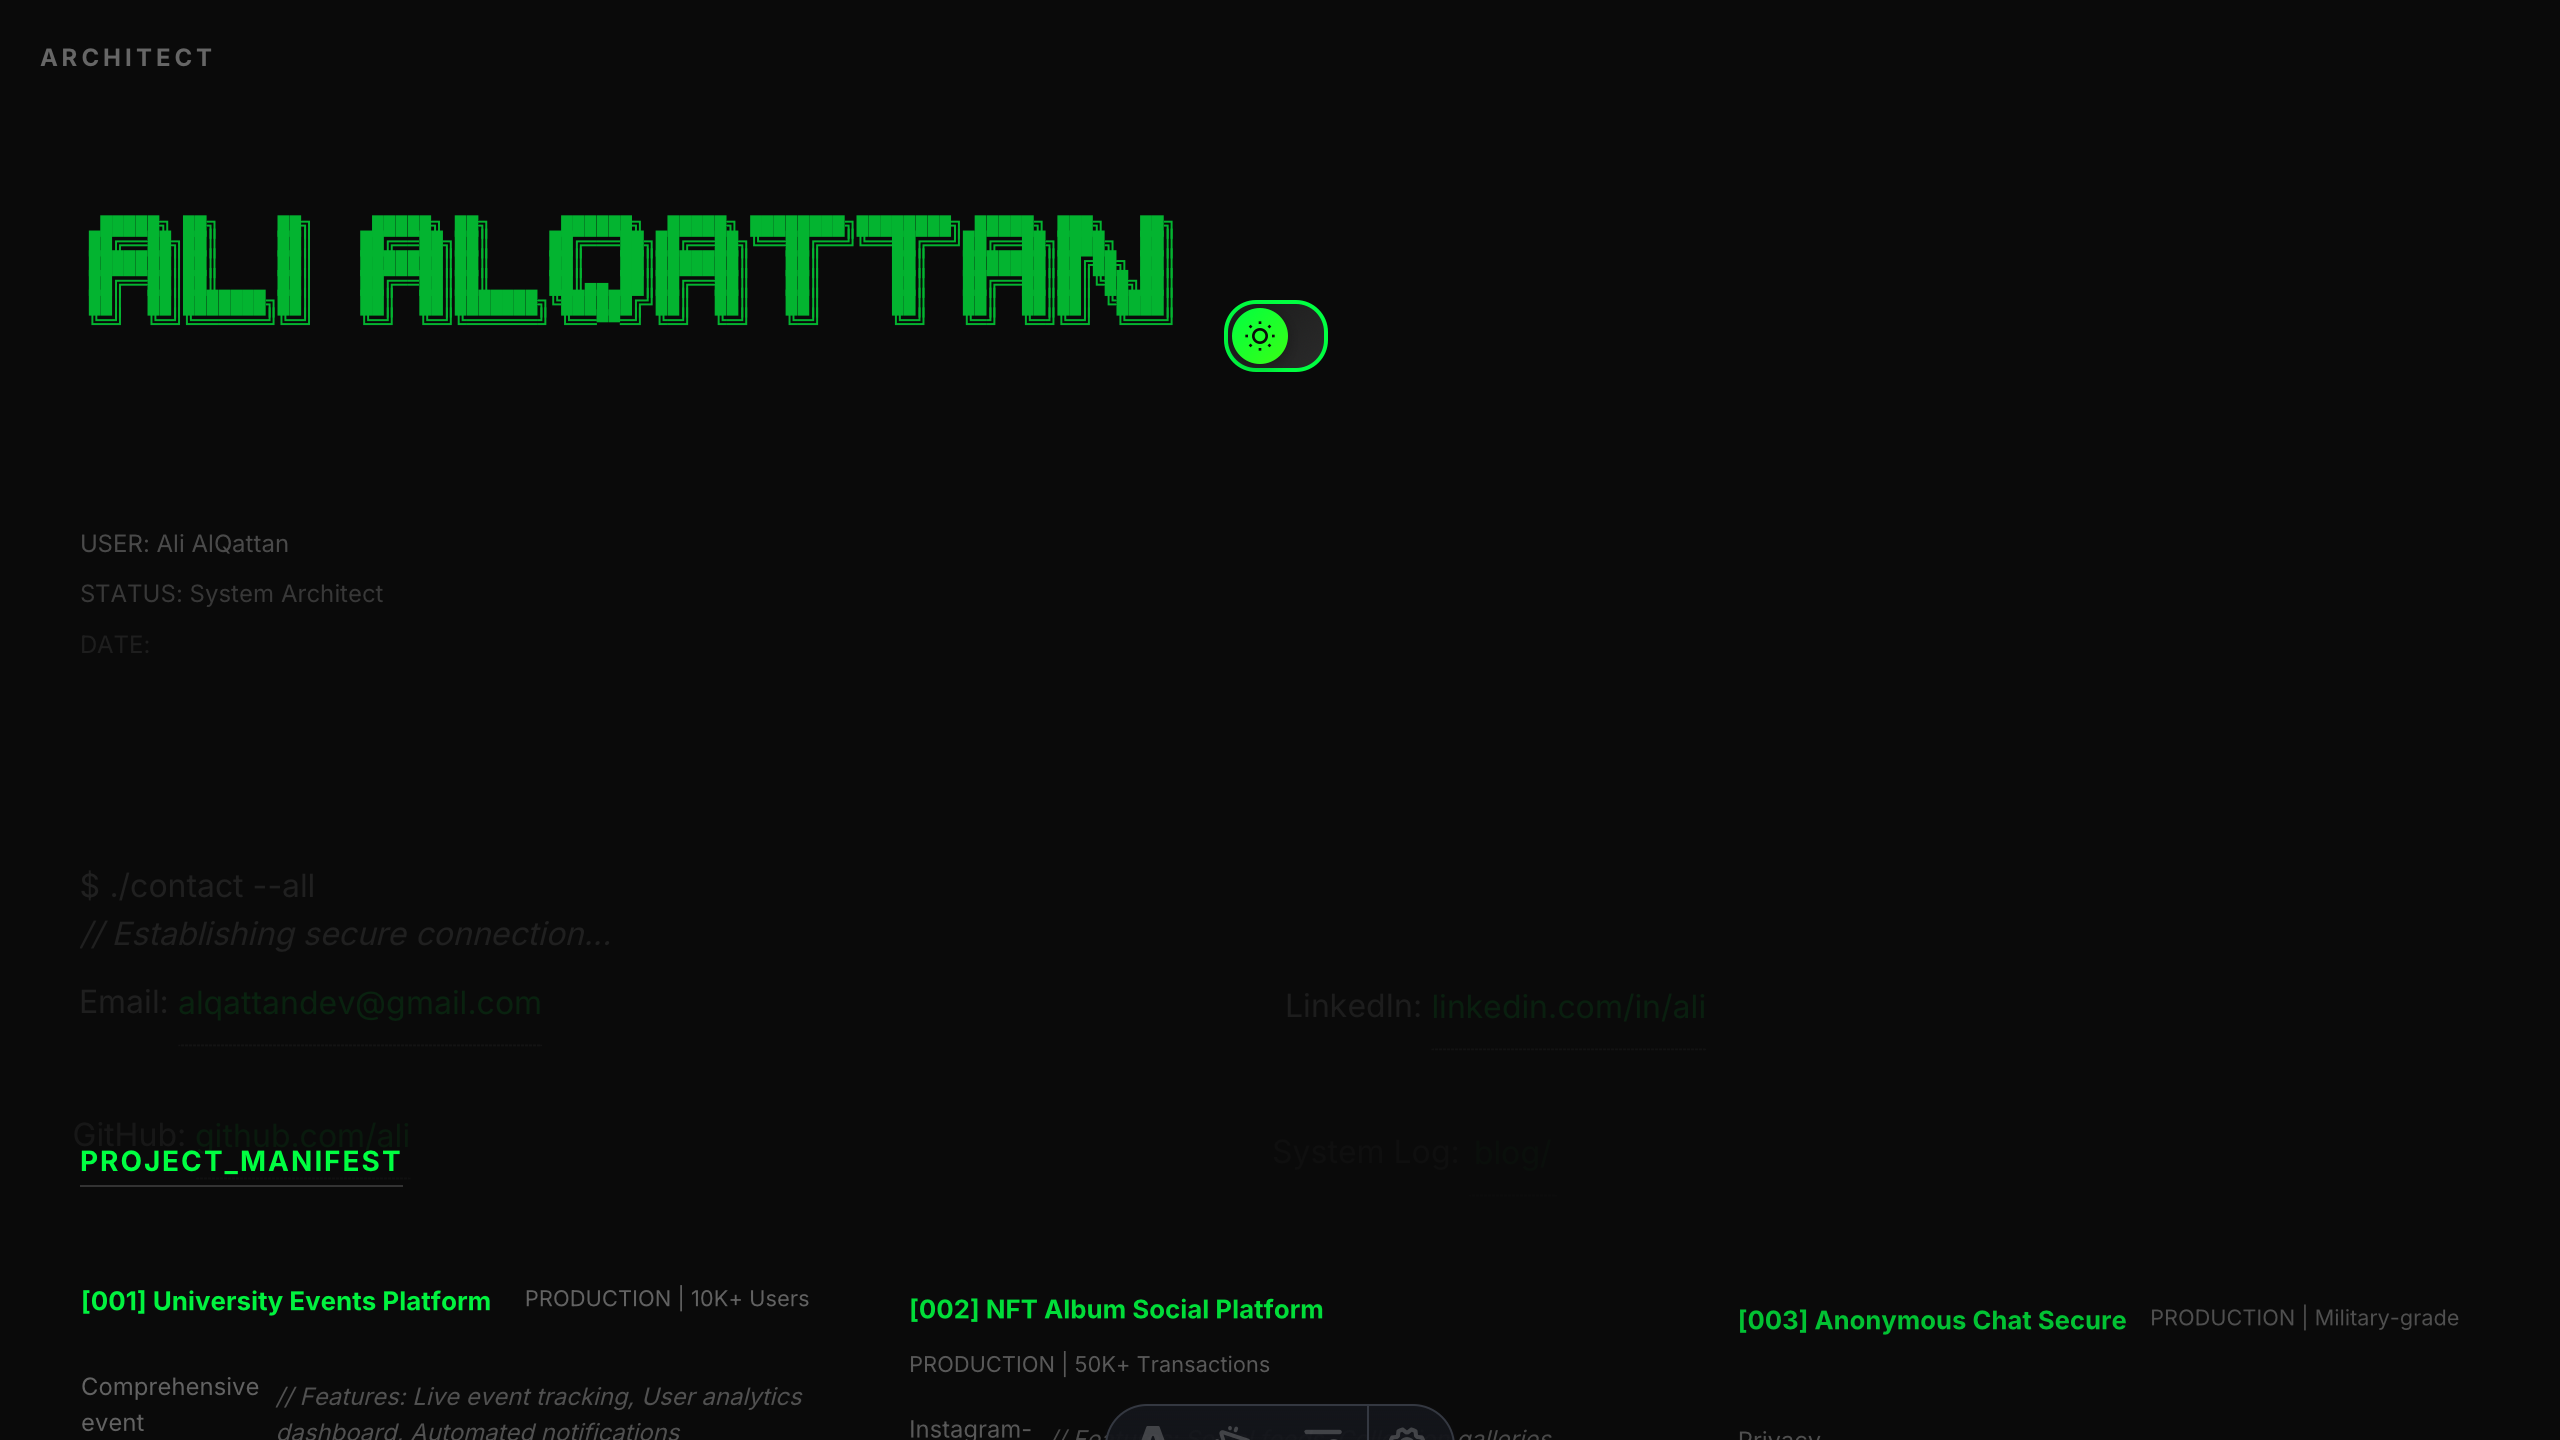 ARCHITECT
ALI ALQATTAN
USER: Ali AlQattan
STATUS: System Architect
DATE:
$ ./contact --all
// Establishing secure connection...
Email: alqattandev@gmail.com
LinkedIn: linkedin.com/in/ali
GitHub: github.com/ali
System Log: blog/
PROJECT_MANIFEST
[001] University Events Platform
PRODUCTION | 10K+ Users
Comprehensive
event
// Features: Live event tracking, User analytics
dashboard, Automated notifications
[002] NFT Album Social Platform
PRODUCTION | 50K+ Transactions
Instagram-
galleries
[003] Anonymous Chat Secure
PRODUCTION | Military-grade
Privacy